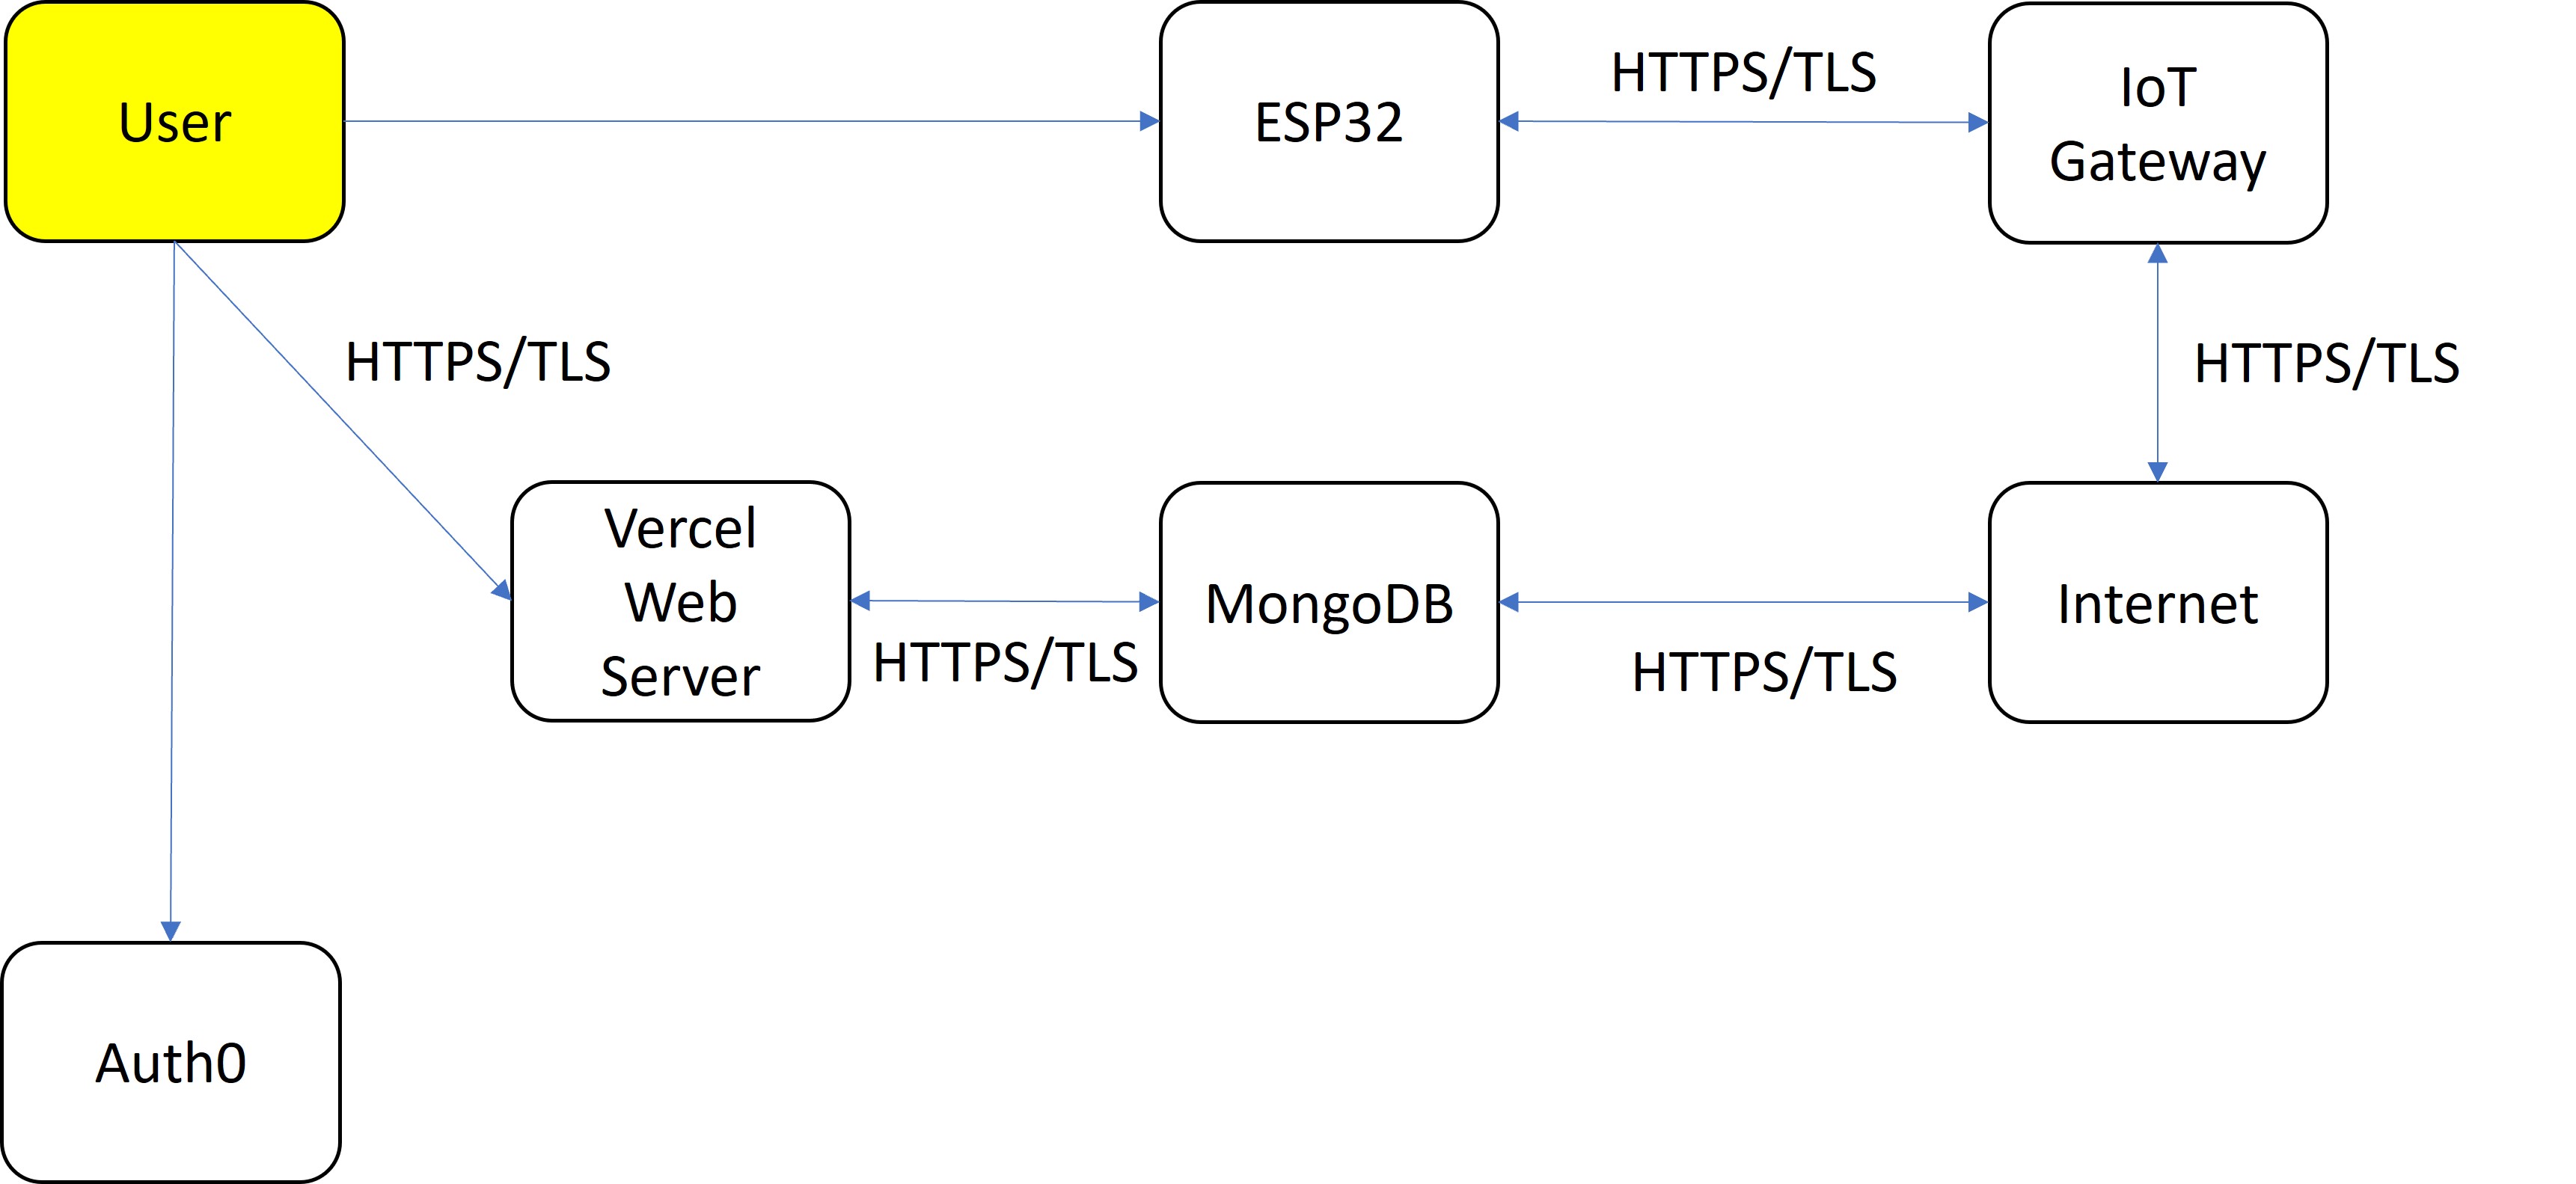 User
ESP32
HTTPS/TLS
IoT
Gateway
HTTPS/TLS
HTTPS/TLS
Vercel
Web
Server
HTTPS/TLS
MongoDB
HTTPS/TLS
Internet
Auth0